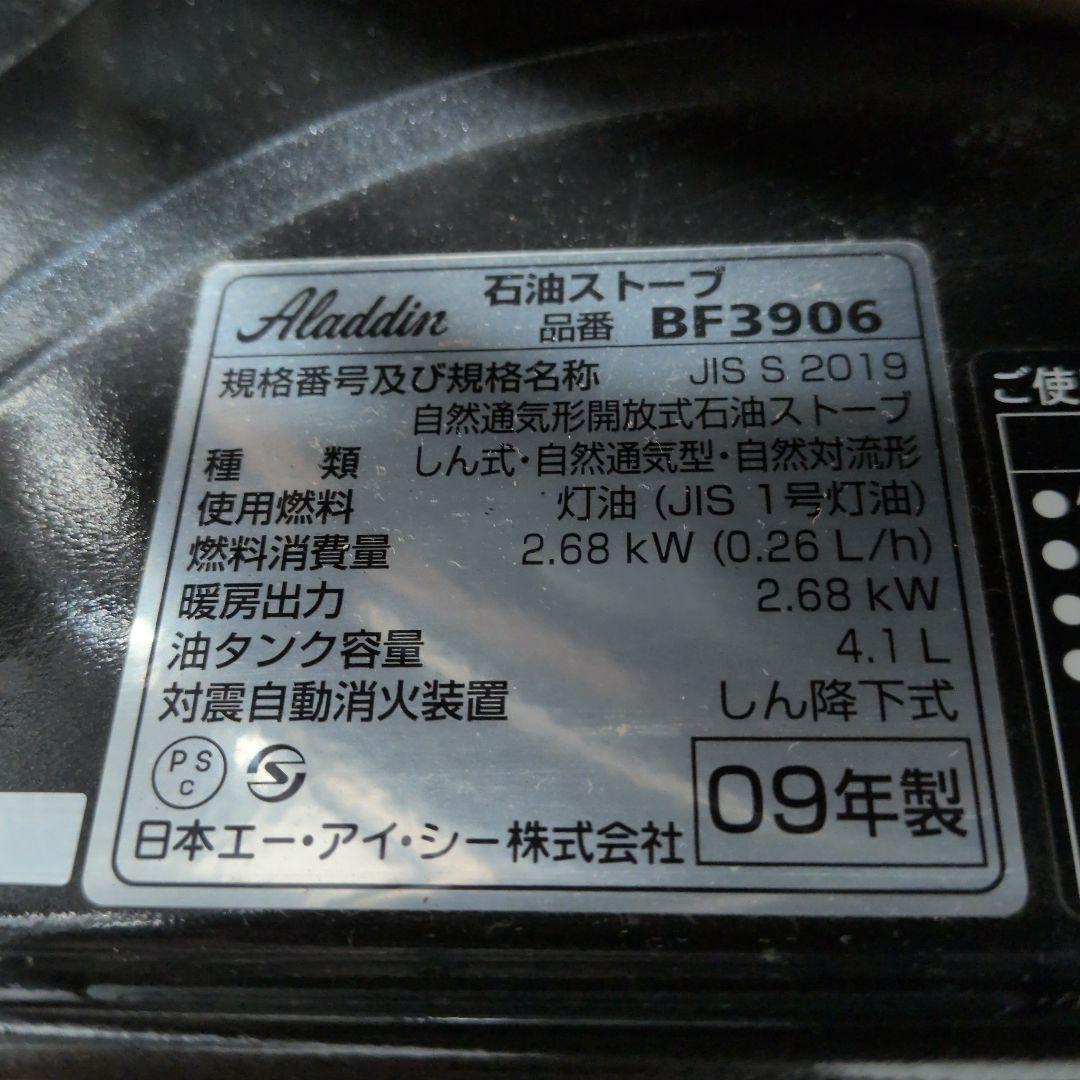 Aladdin 石油ストーブ
品番 BF3906
規格番号及び規格名称 JIS S 2019
自然通気形開放式石油ストーブ
種 類 しん式・自然通気型・自然対流形
使用燃料 灯油 (JIS 1号灯油)
燃料消費量 2.68 kW (0.26 L/h)
暖房出力 2.68 kW
油タンク容量 4.1 L
対震自動消火装置 しん降下式
PS
C
09年製
日本エー・アイ・シー株式会社
ご使